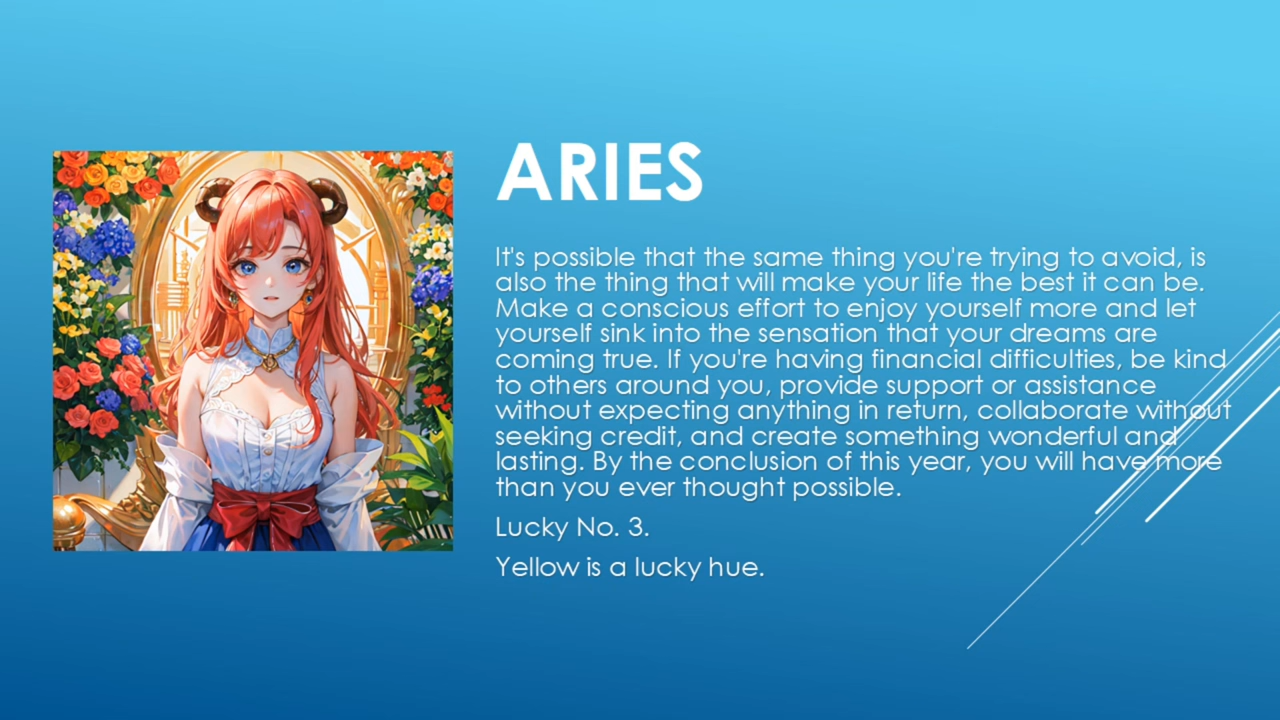 ARIES
It's possible that the same thing you're trying to avoid, is
also the thing that will make your life the best it can be.
Make a conscious effort to enjoy yourself more and let
yourself sink into the sensation that your dreams are
coming true. If you're having financial difficulties, be kind
to others around you, provide support or assistance
without expecting anything in return, collaborate without
seeking credit, and create something wonderful and
lasting. By the conclusion of this year, you will have more
than you ever thought possible.
Lucky No. 3.
Yellow is a lucky hue.